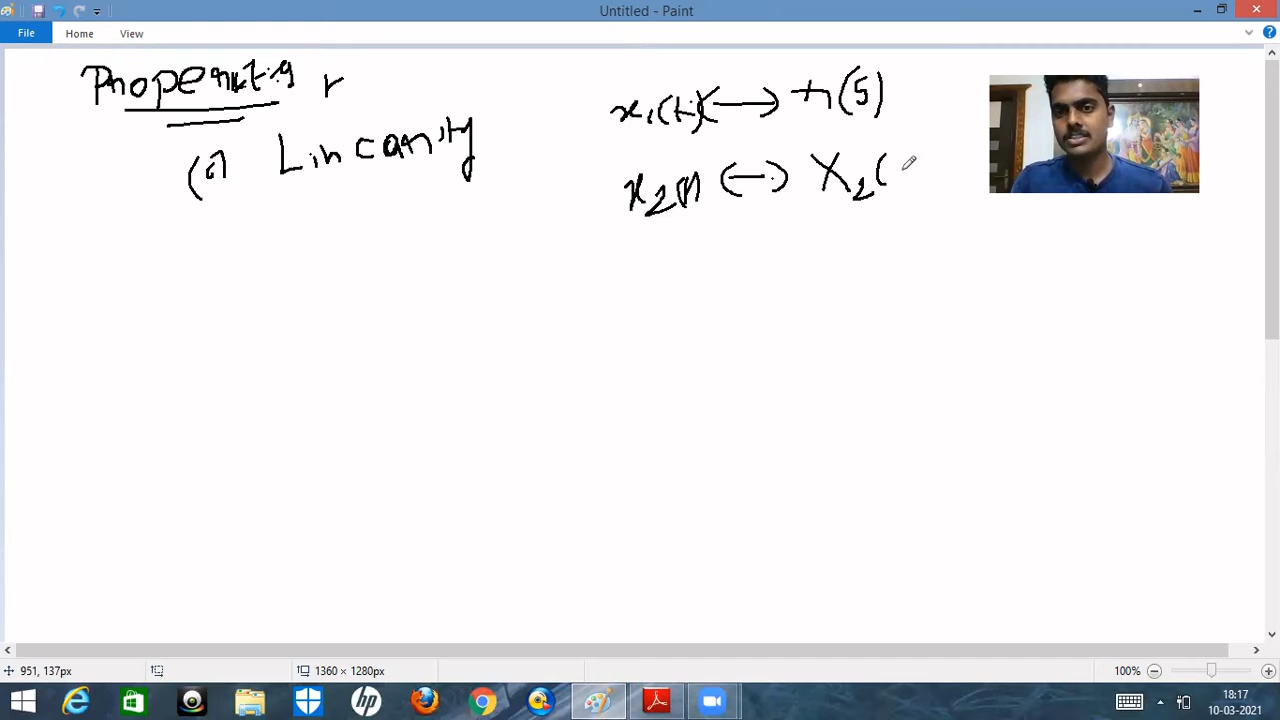 Untitled - Paint
File Home View
Properties
(i) Linearity
x1(t) ↔ X1(s)
x2(t) ↔ X2(
951, 137px
1360 × 1280px
100%
18:17
10-03-2021